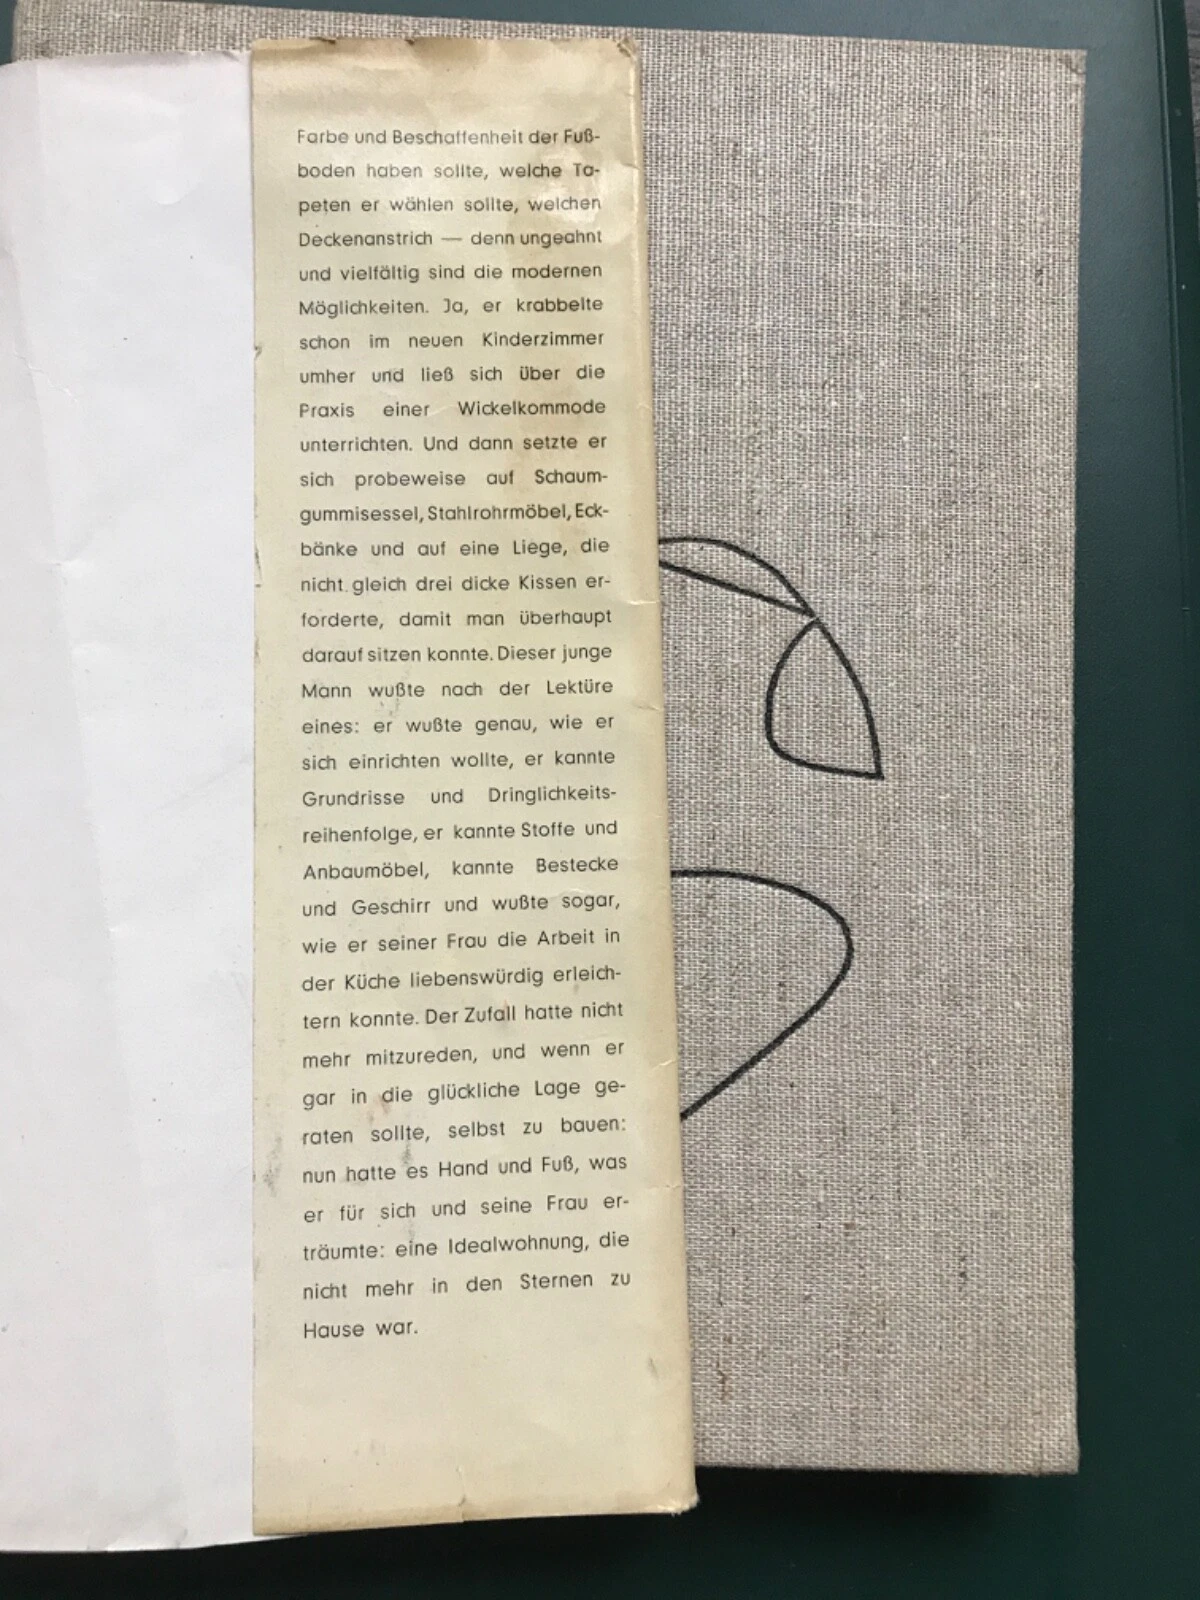 Farbe und Beschaffenheit der Fuß-
boden haben sollte, welche Ta-
peten er wählen sollte, welchen
Deckenanstrich — denn ungeahnt
und vielfältig sind die modernen
Möglichkeiten. Ja, er krabbelte
schon im neuen Kinderzimmer
umher und ließ sich über die
Praxis einer Wickelkommode
unterrichten. Und dann setzte er
sich probeweise auf Schaum-
gummisessel, Stahlrohrmöbel, Eck-
bänke und auf eine Liege, die
nicht gleich drei dicke Kissen er-
forderte, damit man überhaupt
darauf sitzen konnte. Dieser junge
Mann wußte nach der Lektüre
eines: er wußte genau, wie er
sich einrichten wollte, er kannte
Grundrisse und Dringlichkeits-
reihenfolge, er kannte Stoffe und
Anbaumöbel, kannte Bestecke
und Geschirr und wußte sogar,
wie er seiner Frau die Arbeit in
der Küche liebenswürdig erleich-
tern konnte. Der Zufall hatte nicht
mehr mitzureden, und wenn er
gar in die glückliche Lage ge-
raten sollte, selbst zu bauen:
nun hatte es Hand und Fuß, was
er für sich und seine Frau er-
träumte: eine Idealwohnung, die
nicht mehr in den Sternen zu
Hause war.